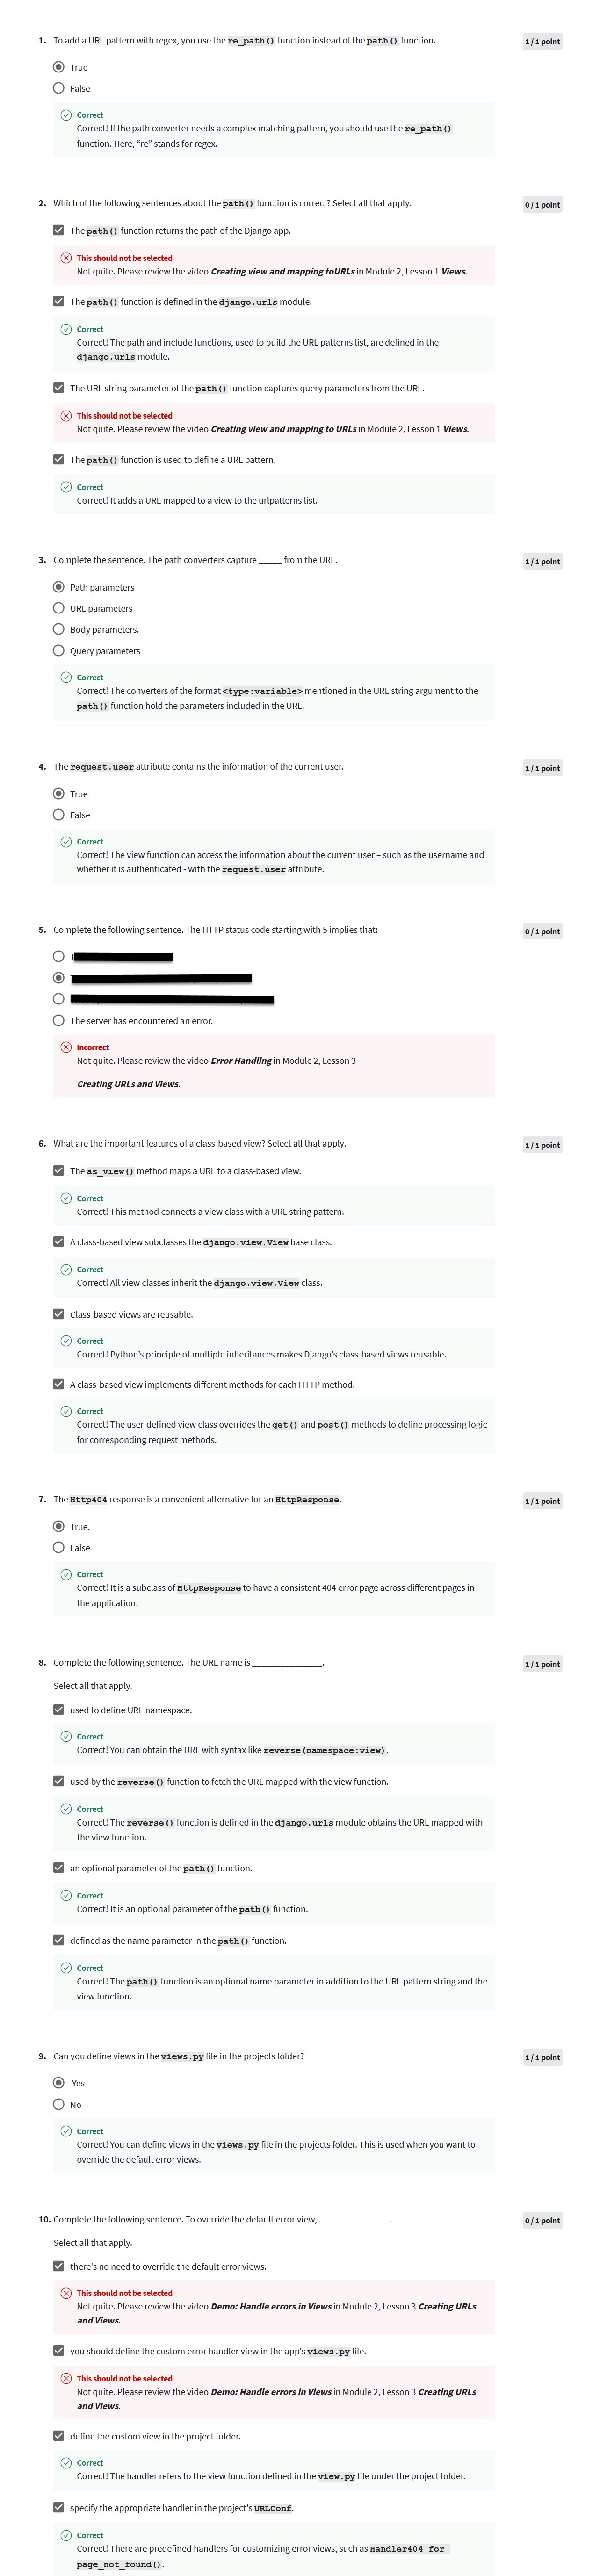 1. To add a URL pattern with regex, you use the re_path() function instead of the path() function.
1 / 1 point
True
False
Correct
Correct! If the path converter needs a complex matching pattern, you should use the re_path()
function. Here, "re" stands for regex.
2. Which of the following sentences about the path() function is correct? Select all that apply.
0 / 1 point
The path() function returns the path of the Django app.
This should not be selected
Not quite. Please review the video Creating view and mapping toURLs in Module 2, Lesson 1 Views.
The path() function is defined in the django.urls module.
Correct
Correct! The path and include functions, used to build the URL patterns list, are defined in the
django.urls module.
The URL string parameter of the path() function captures query parameters from the URL.
This should not be selected
Not quite. Please review the video Creating view and mapping to URLs in Module 2, Lesson 1 Views.
The path() function is used to define a URL pattern.
Correct
Correct! It adds a URL mapped to a view to the urlpatterns list.
3. Complete the sentence. The path converters capture _____ from the URL.
1 / 1 point
Path parameters
URL parameters
Body parameters.
Query parameters
Correct
Correct! The converters of the format <type:variable> mentioned in the URL string argument to the
path() function hold the parameters included in the URL.
4. The request.user attribute contains the information of the current user.
1 / 1 point
True
False
Correct
Correct! The view function can access the information about the current user – such as the username and
whether it is authenticated - with the request.user attribute.
5. Complete the following sentence. The HTTP status code starting with 5 implies that:
0 / 1 point
The server has encountered an error.
Incorrect
Not quite. Please review the video Error Handling in Module 2, Lesson 3
Creating URLs and Views.
6. What are the important features of a class-based view? Select all that apply.
1 / 1 point
The as_view() method maps a URL to a class-based view.
Correct
Correct! This method connects a view class with a URL string pattern.
A class-based view subclasses the django.view.View base class.
Correct
Correct! All view classes inherit the django.view.View class.
Class-based views are reusable.
Correct
Correct! Python's principle of multiple inheritances makes Django's class-based views reusable.
A class-based view implements different methods for each HTTP method.
Correct
Correct! The user-defined view class overrides the get() and post() methods to define processing logic
for corresponding request methods.
7. The Http404 response is a convenient alternative for an HttpResponse.
1 / 1 point
True.
False
Correct
Correct! It is a subclass of HttpResponse to have a consistent 404 error page across different pages in
the application.
8. Complete the following sentence. The URL name is _______________.
1 / 1 point
Select all that apply.
used to define URL namespace.
Correct
Correct! You can obtain the URL with syntax like reverse(namespace:view).
used by the reverse() function to fetch the URL mapped with the view function.
Correct
Correct! The reverse() function is defined in the django.urls module obtains the URL mapped with
the view function.
an optional parameter of the path() function.
Correct
Correct! It is an optional parameter of the path() function.
defined as the name parameter in the path() function.
Correct
Correct! The path() function is an optional name parameter in addition to the URL pattern string and the
view function.
9. Can you define views in the views.py file in the projects folder?
1 / 1 point
Yes
No
Correct
Correct! You can define views in the views.py file in the projects folder. This is used when you want to
override the default error views.
10. Complete the following sentence. To override the default error view, _______________.
0 / 1 point
Select all that apply.
there's no need to override the default error views.
This should not be selected
Not quite. Please review the video Demo: Handle errors in Views in Module 2, Lesson 3 Creating URLs
and Views.
you should define the custom error handler view in the app's views.py file.
This should not be selected
Not quite. Please review the video Demo: Handle errors in Views in Module 2, Lesson 3 Creating URLs
and Views.
define the custom view in the project folder.
Correct
Correct! The handler refers to the view function defined in the view.py file under the project folder.
specify the appropriate handler in the project's URLConf.
Correct
Correct! There are predefined handlers for customizing error views, such as Handler404 for
page_not_found().